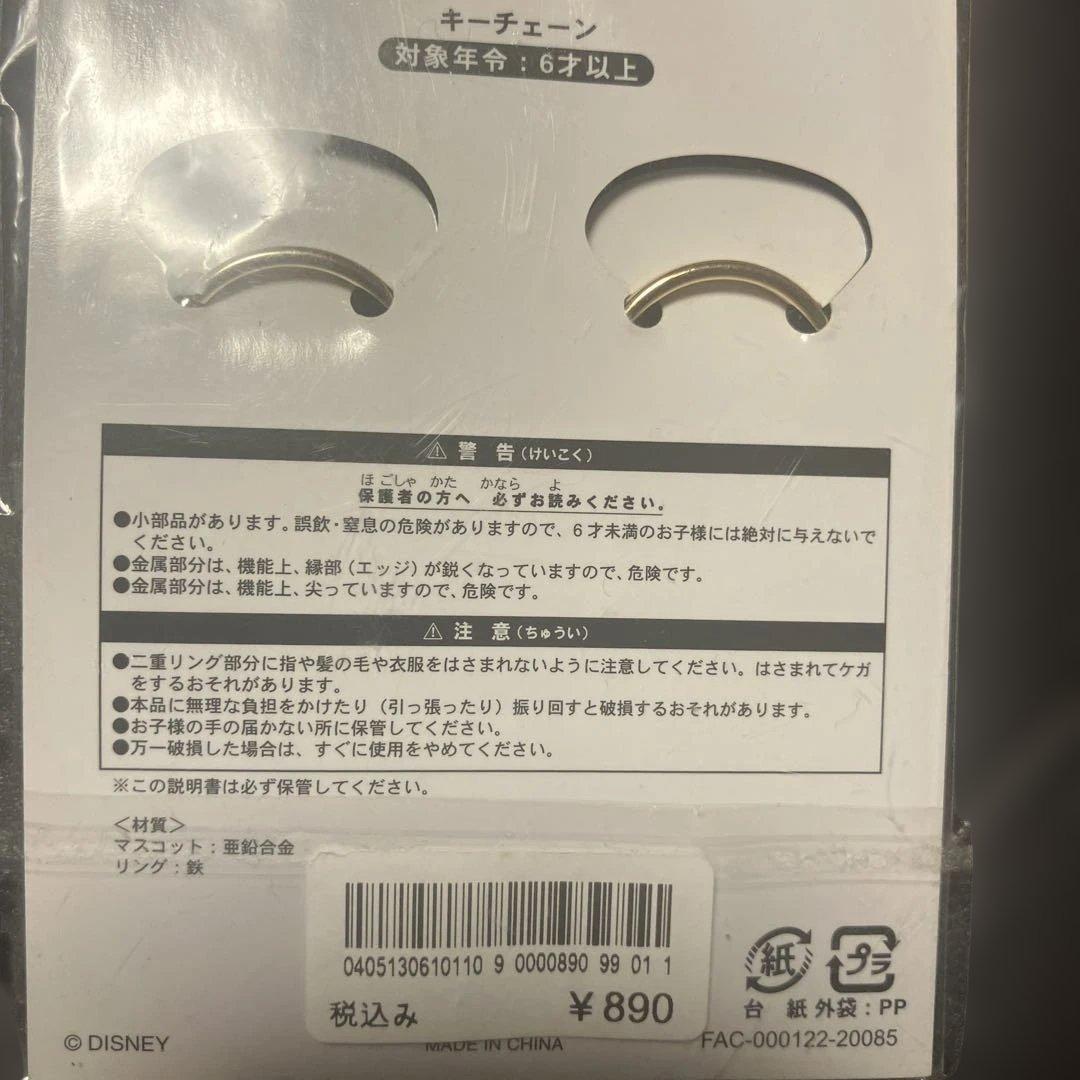 キーチェーン
対象年令：6才以上
⚠ 警 告（けいこく）
ほごしゃ かた かなら よ
保護者の方へ 必ずお読みください。
●小部品があります。誤飲・窒息の危険がありますので、6才未満のお子様には絶対に与えないで
ください。
●金属部分は、機能上、縁部（エッジ）が鋭くなっていますので、危険です。
●金属部分は、機能上、尖っていますので、危険です。
⚠ 注 意（ちゅうい）
●二重リング部分に指や髪の毛や衣服をはさまれないように注意してください。はさまれてケガ
をするおそれがあります。
●本品に無理な負担をかけたり（引っ張ったり）振り回すと破損するおそれがあります。
●お子様の手の届かない所に保管してください。
●万一破損した場合は、すぐに使用をやめてください。
※この説明書は必ず保管してください。
＜材質＞
マスコット：亜鉛合金
リング：鉄
0405130610110 9 0000890 99 01 1
税込み ￥890
紙 プラ
台 紙 外袋：PP
© DISNEY MADE IN CHINA FAC-000122-20085